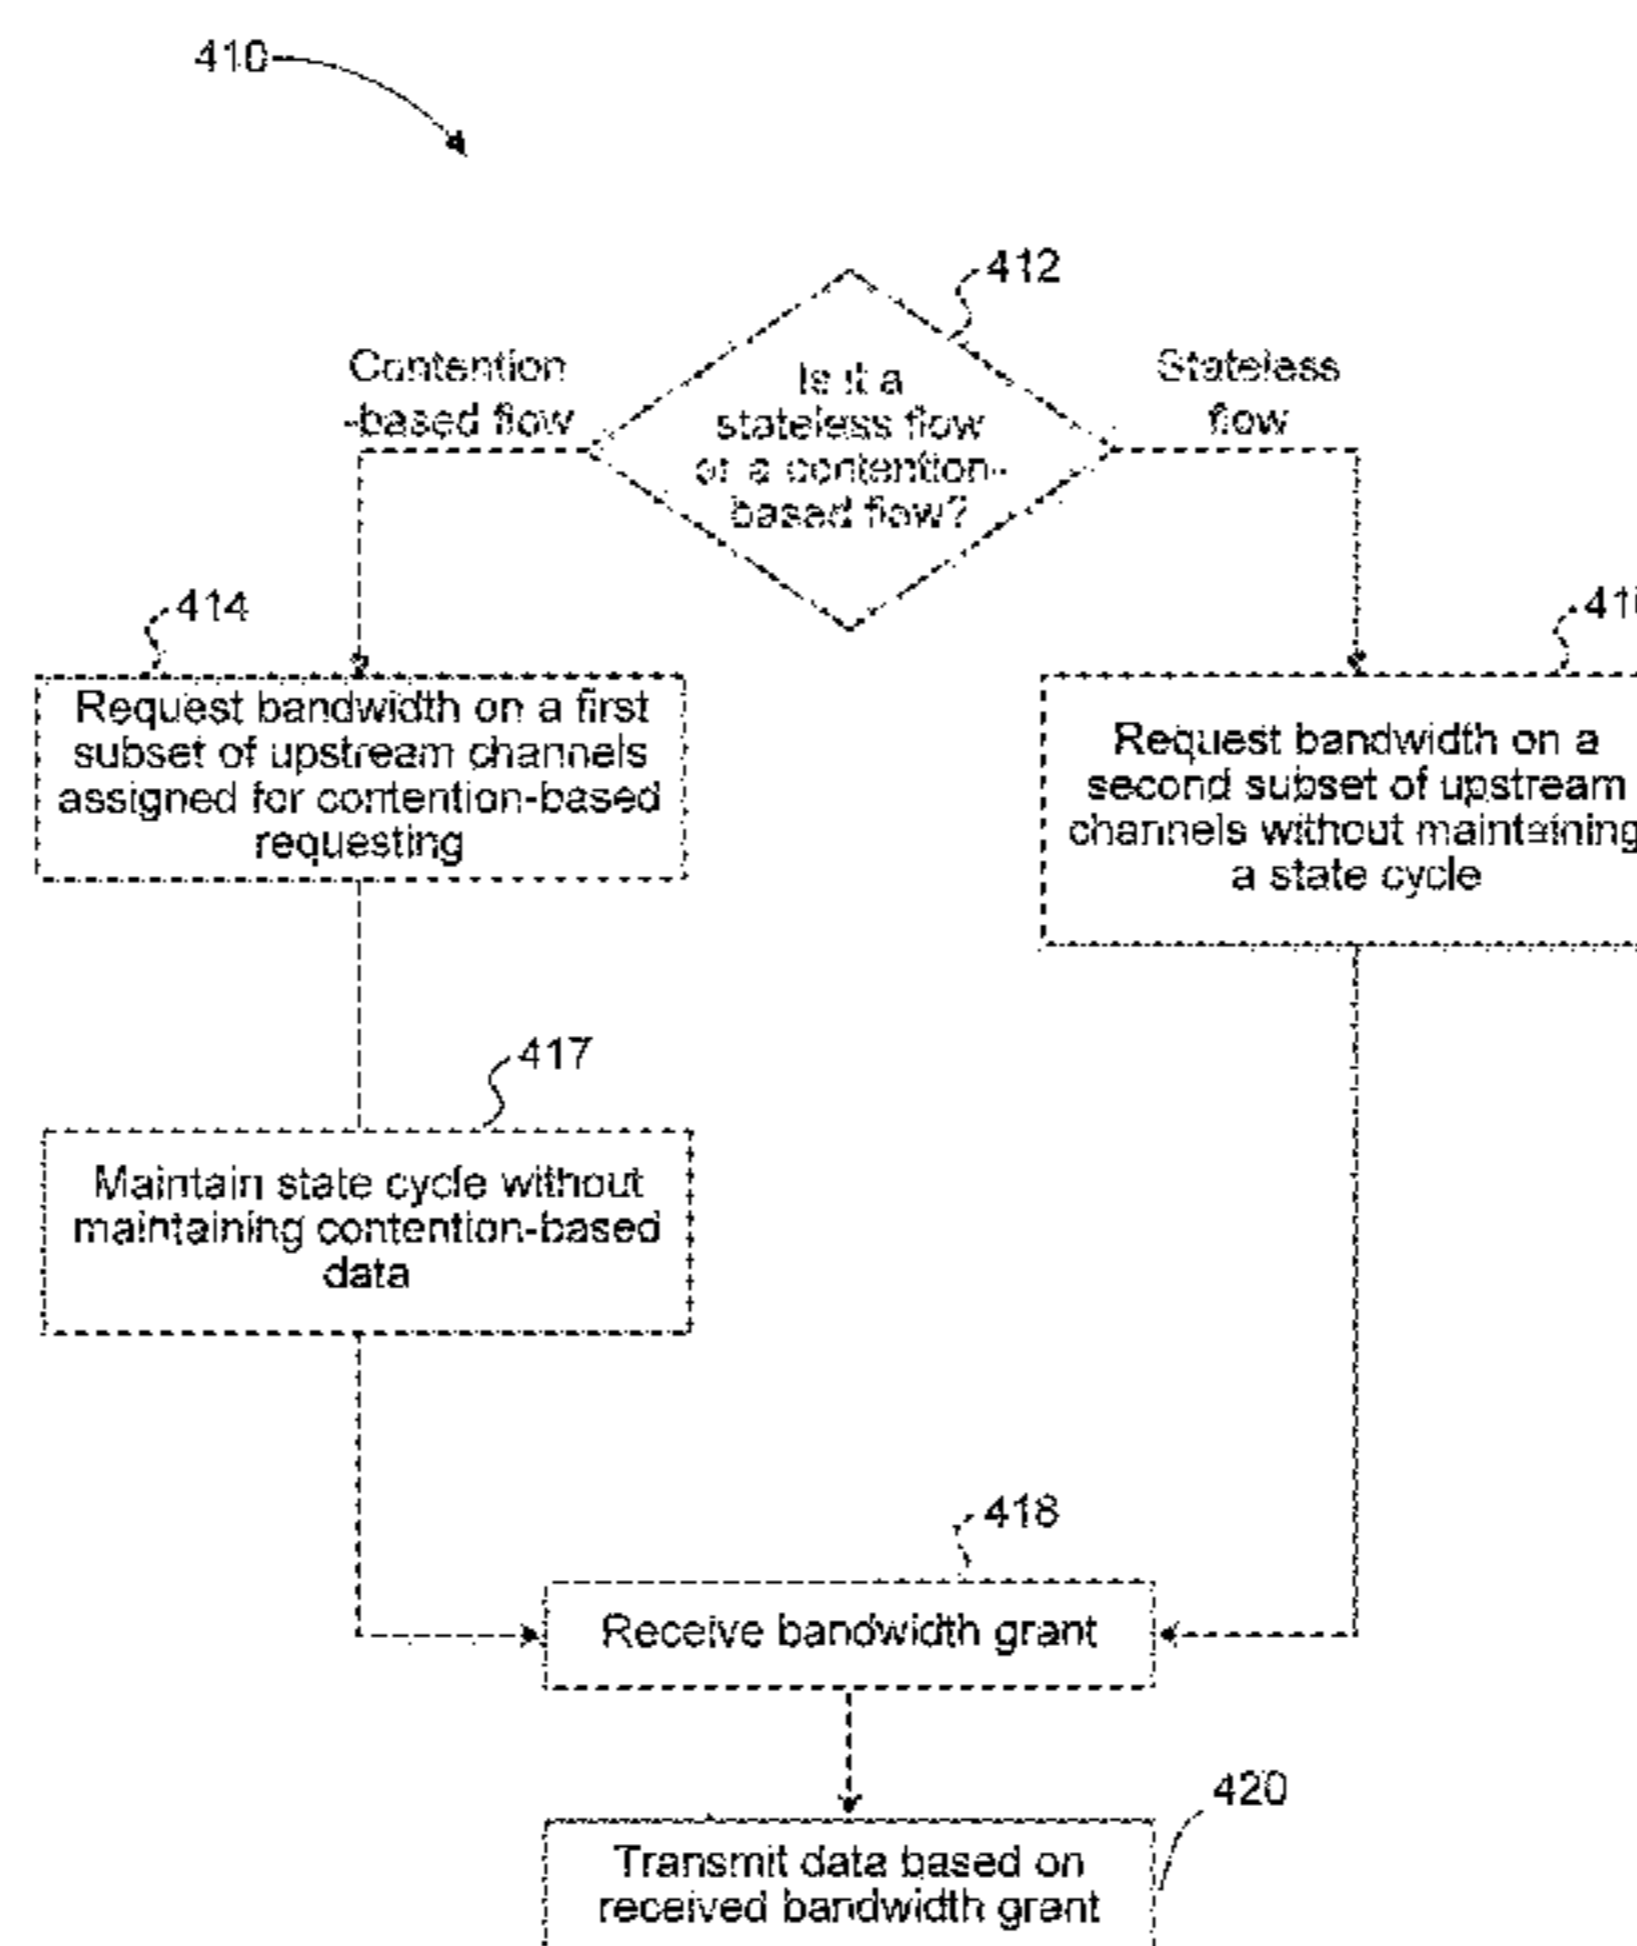 410
412
Contention
-based flow
Is it a
stateless flow
or a contention-
based flow?
Stateless
flow
414
Request bandwidth on a first
subset of upstream channels
assigned for contention-based
requesting
Request bandwidth on a
second subset of upstream
channels without maintaining
a state cycle
417
Maintain state cycle without
maintaining contention-based
data
418
Receive bandwidth grant
420
Transmit data based on
received bandwidth grant